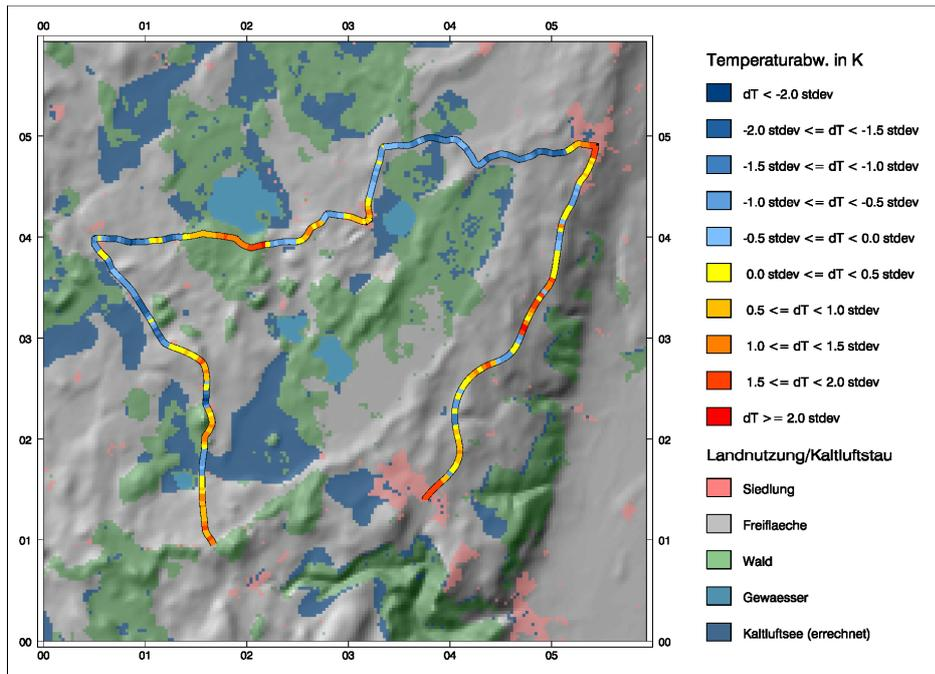 00 01 02 03 04 05
05 05
04 04
03 03
02 02
01 01
00 00
00 01 02 03 04 05
Temperaturabw. in K
dT < -2.0 stdev
-2.0 stdev <= dT < -1.5 stdev
-1.5 stdev <= dT < -1.0 stdev
-1.0 stdev <= dT < -0.5 stdev
-0.5 stdev <= dT < 0.0 stdev
0.0 stdev <= dT < 0.5 stdev
0.5 <= dT < 1.0 stdev
1.0 <= dT < 1.5 stdev
1.5 <= dT < 2.0 stdev
dT >= 2.0 stdev
Landnutzung/Kaltluftstau
Siedlung
Freiflaeche
Wald
Gewaesser
Kaltluftsee (errechnet)